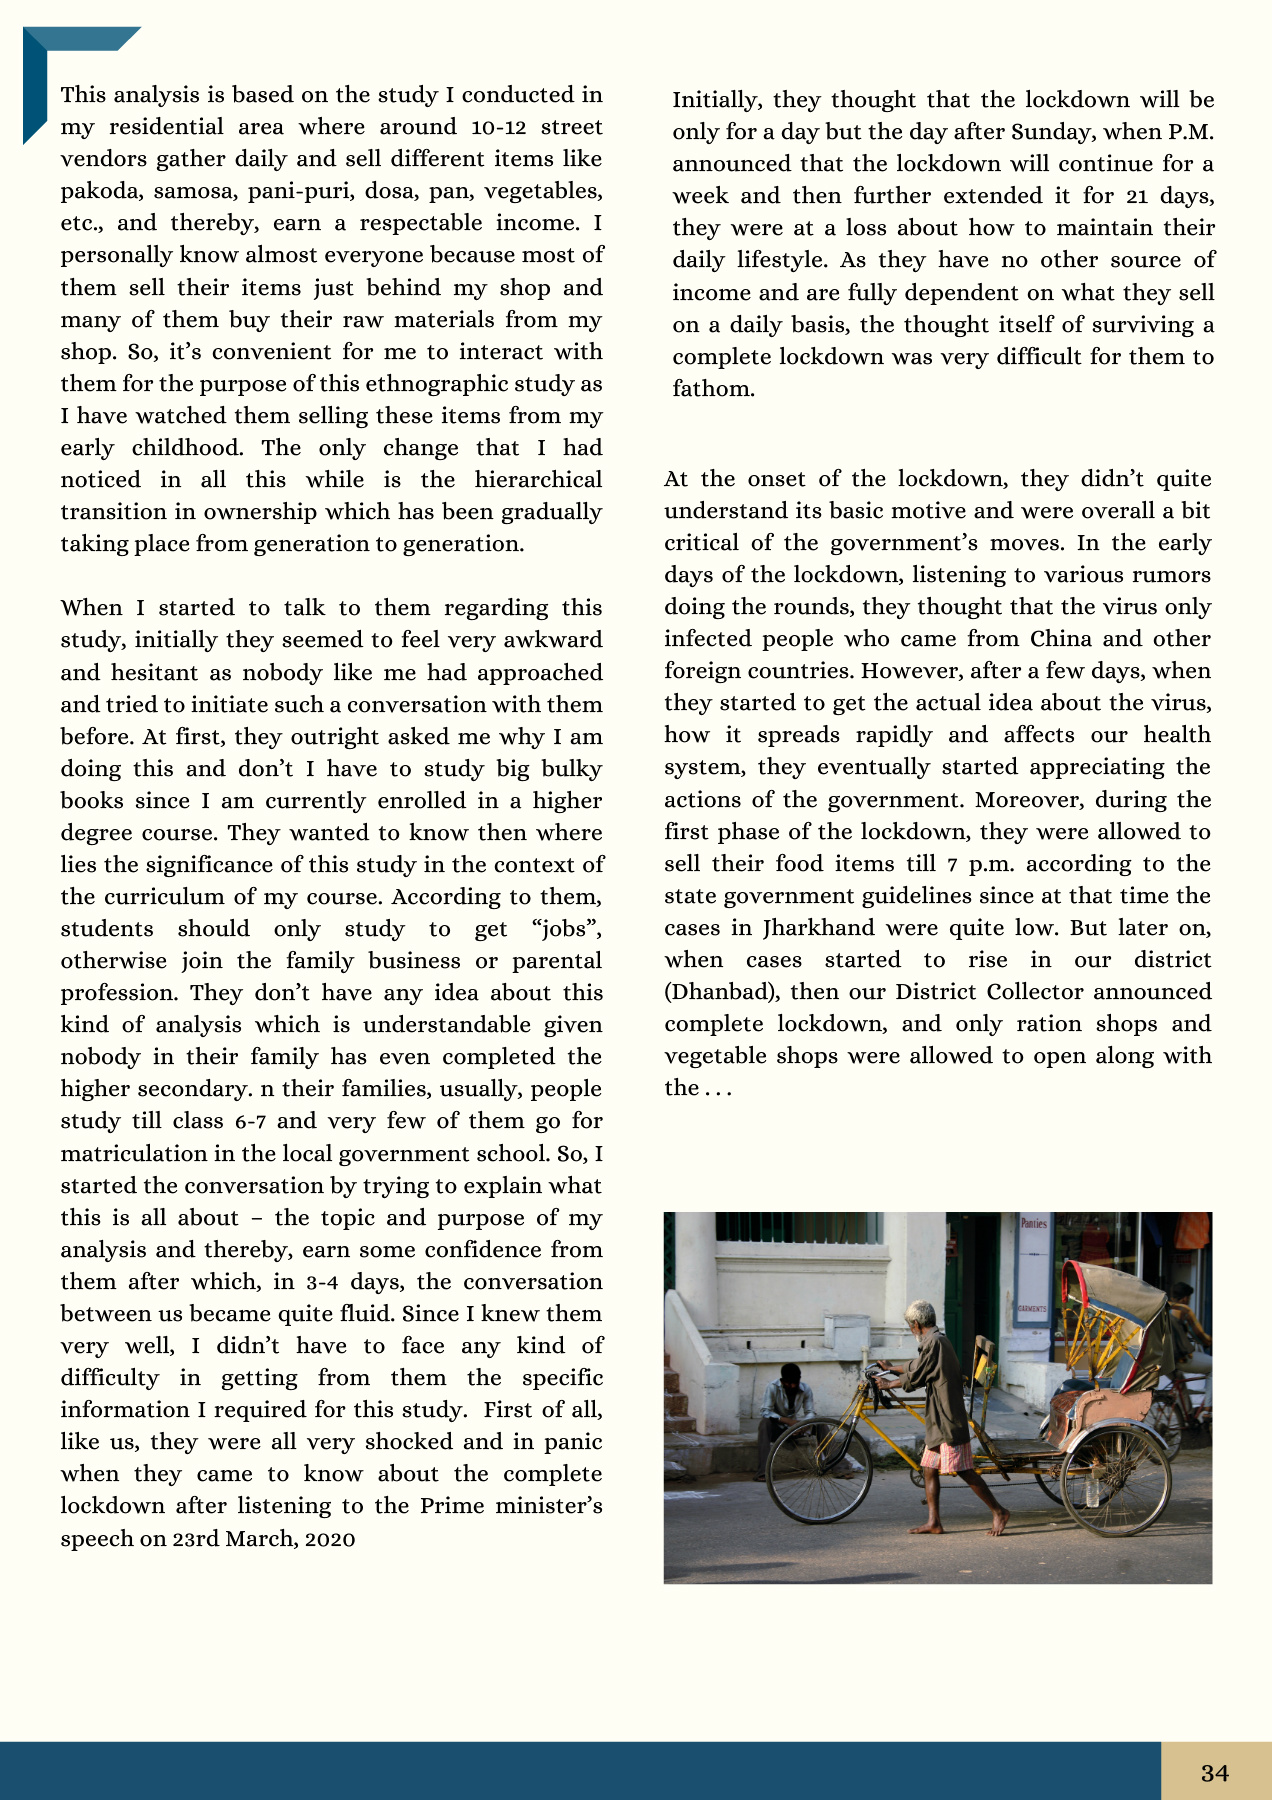 This analysis is based on the study I conducted in
my residential area where around 10-12 street
vendors gather daily and sell different items like
pakoda, samosa, pani-puri, dosa, pan, vegetables,
etc., and thereby, earn a respectable income. I
personally know almost everyone because most of
them sell their items just behind my shop and
many of them buy their raw materials from my
shop. So, it’s convenient for me to interact with
them for the purpose of this ethnographic study as
I have watched them selling these items from my
early childhood. The only change that I had
noticed in all this while is the hierarchical
transition in ownership which has been gradually
taking place from generation to generation.
When I started to talk to them regarding this
study, initially they seemed to feel very awkward
and hesitant as nobody like me had approached
and tried to initiate such a conversation with them
before. At first, they outright asked me why I am
doing this and don’t I have to study big bulky
books since I am currently enrolled in a higher
degree course. They wanted to know then where
lies the significance of this study in the context of
the curriculum of my course. According to them,
students should only study to get “jobs”,
otherwise join the family business or parental
profession. They don’t have any idea about this
kind of analysis which is understandable given
nobody in their family has even completed the
higher secondary. n their families, usually, people
study till class 6-7 and very few of them go for
matriculation in the local government school. So, I
started the conversation by trying to explain what
this is all about – the topic and purpose of my
analysis and thereby, earn some confidence from
them after which, in 3-4 days, the conversation
between us became quite fluid. Since I knew them
very well, I didn’t have to face any kind of
difficulty in getting from them the specific
information I required for this study. First of all,
like us, they were all very shocked and in panic
when they came to know about the complete
lockdown after listening to the Prime minister’s
speech on 23rd March, 2020
Initially, they thought that the lockdown will be
only for a day but the day after Sunday, when P.M.
announced that the lockdown will continue for a
week and then further extended it for 21 days,
they were at a loss about how to maintain their
daily lifestyle. As they have no other source of
income and are fully dependent on what they sell
on a daily basis, the thought itself of surviving a
complete lockdown was very difficult for them to
fathom.
At the onset of the lockdown, they didn’t quite
understand its basic motive and were overall a bit
critical of the government’s moves. In the early
days of the lockdown, listening to various rumors
doing the rounds, they thought that the virus only
infected people who came from China and other
foreign countries. However, after a few days, when
they started to get the actual idea about the virus,
how it spreads rapidly and affects our health
system, they eventually started appreciating the
actions of the government. Moreover, during the
first phase of the lockdown, they were allowed to
sell their food items till 7 p.m. according to the
state government guidelines since at that time the
cases in Jharkhand were quite low. But later on,
when cases started to rise in our district
(Dhanbad), then our District Collector announced
complete lockdown, and only ration shops and
vegetable shops were allowed to open along with
the . . .
Panties
GARMENTS
34